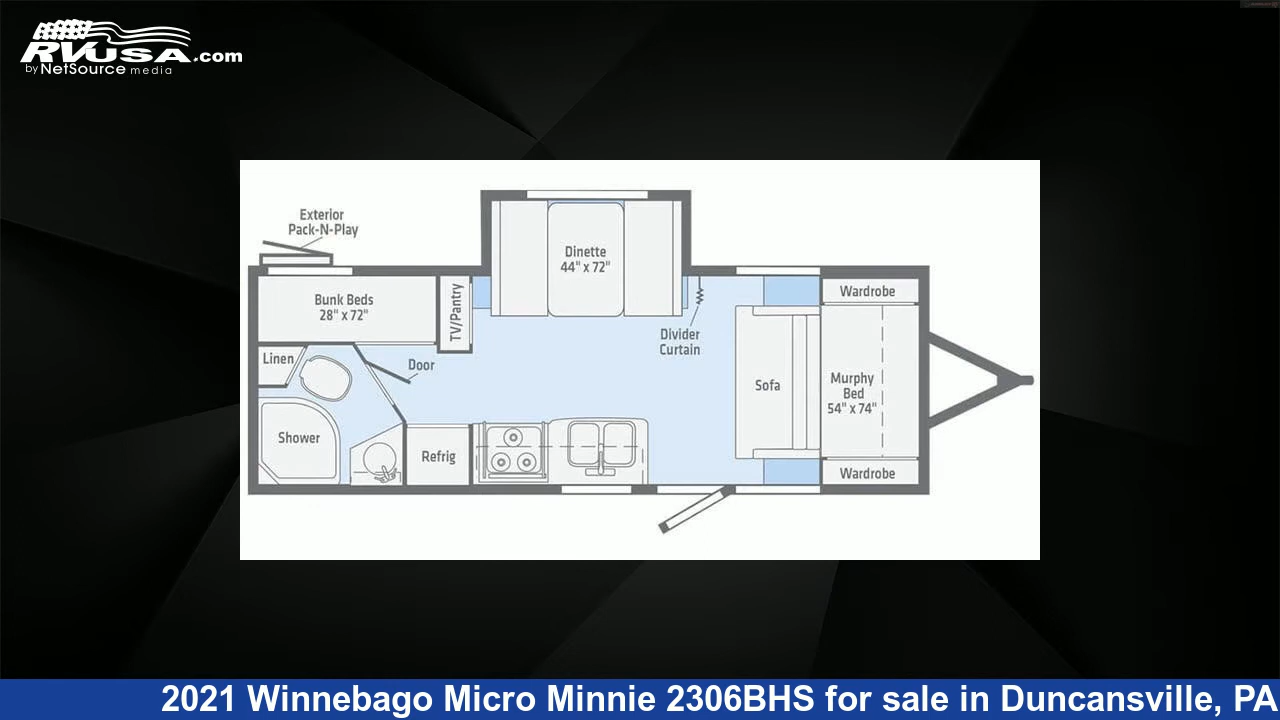 RVUSA.com
by NetSource media
Exterior
Pack-N-Play
Dinette
44" x 72"
Bunk Beds
28" x 72"
TV/Pantry
Wardrobe
Divider
Curtain
Linen
Door
Sofa
Murphy
Bed
54" x 74"
Shower
Refrig
Wardrobe
2021 Winnebago Micro Minnie 2306BHS for sale in Duncansville, PA